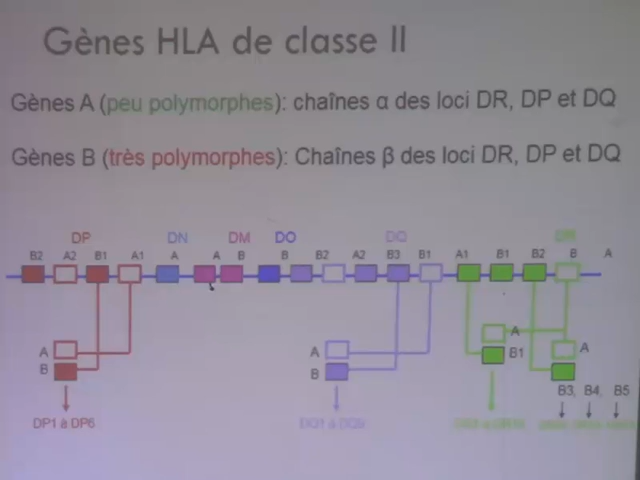 Gènes HLA de classe II
Gènes A (peu polymorphes): chaînes α des loci DR, DP et DQ
Gènes B (très polymorphes): Chaînes β des loci DR, DP et DQ
DP DN DM DO DQ DR
B2 A2 B1 A1 A A B B B2 A2 B3 B1 A1 B1 B2 B A
A A A A
B B B1
B3, B4, B5
DP1 à DP6 DQ1 à DQ9